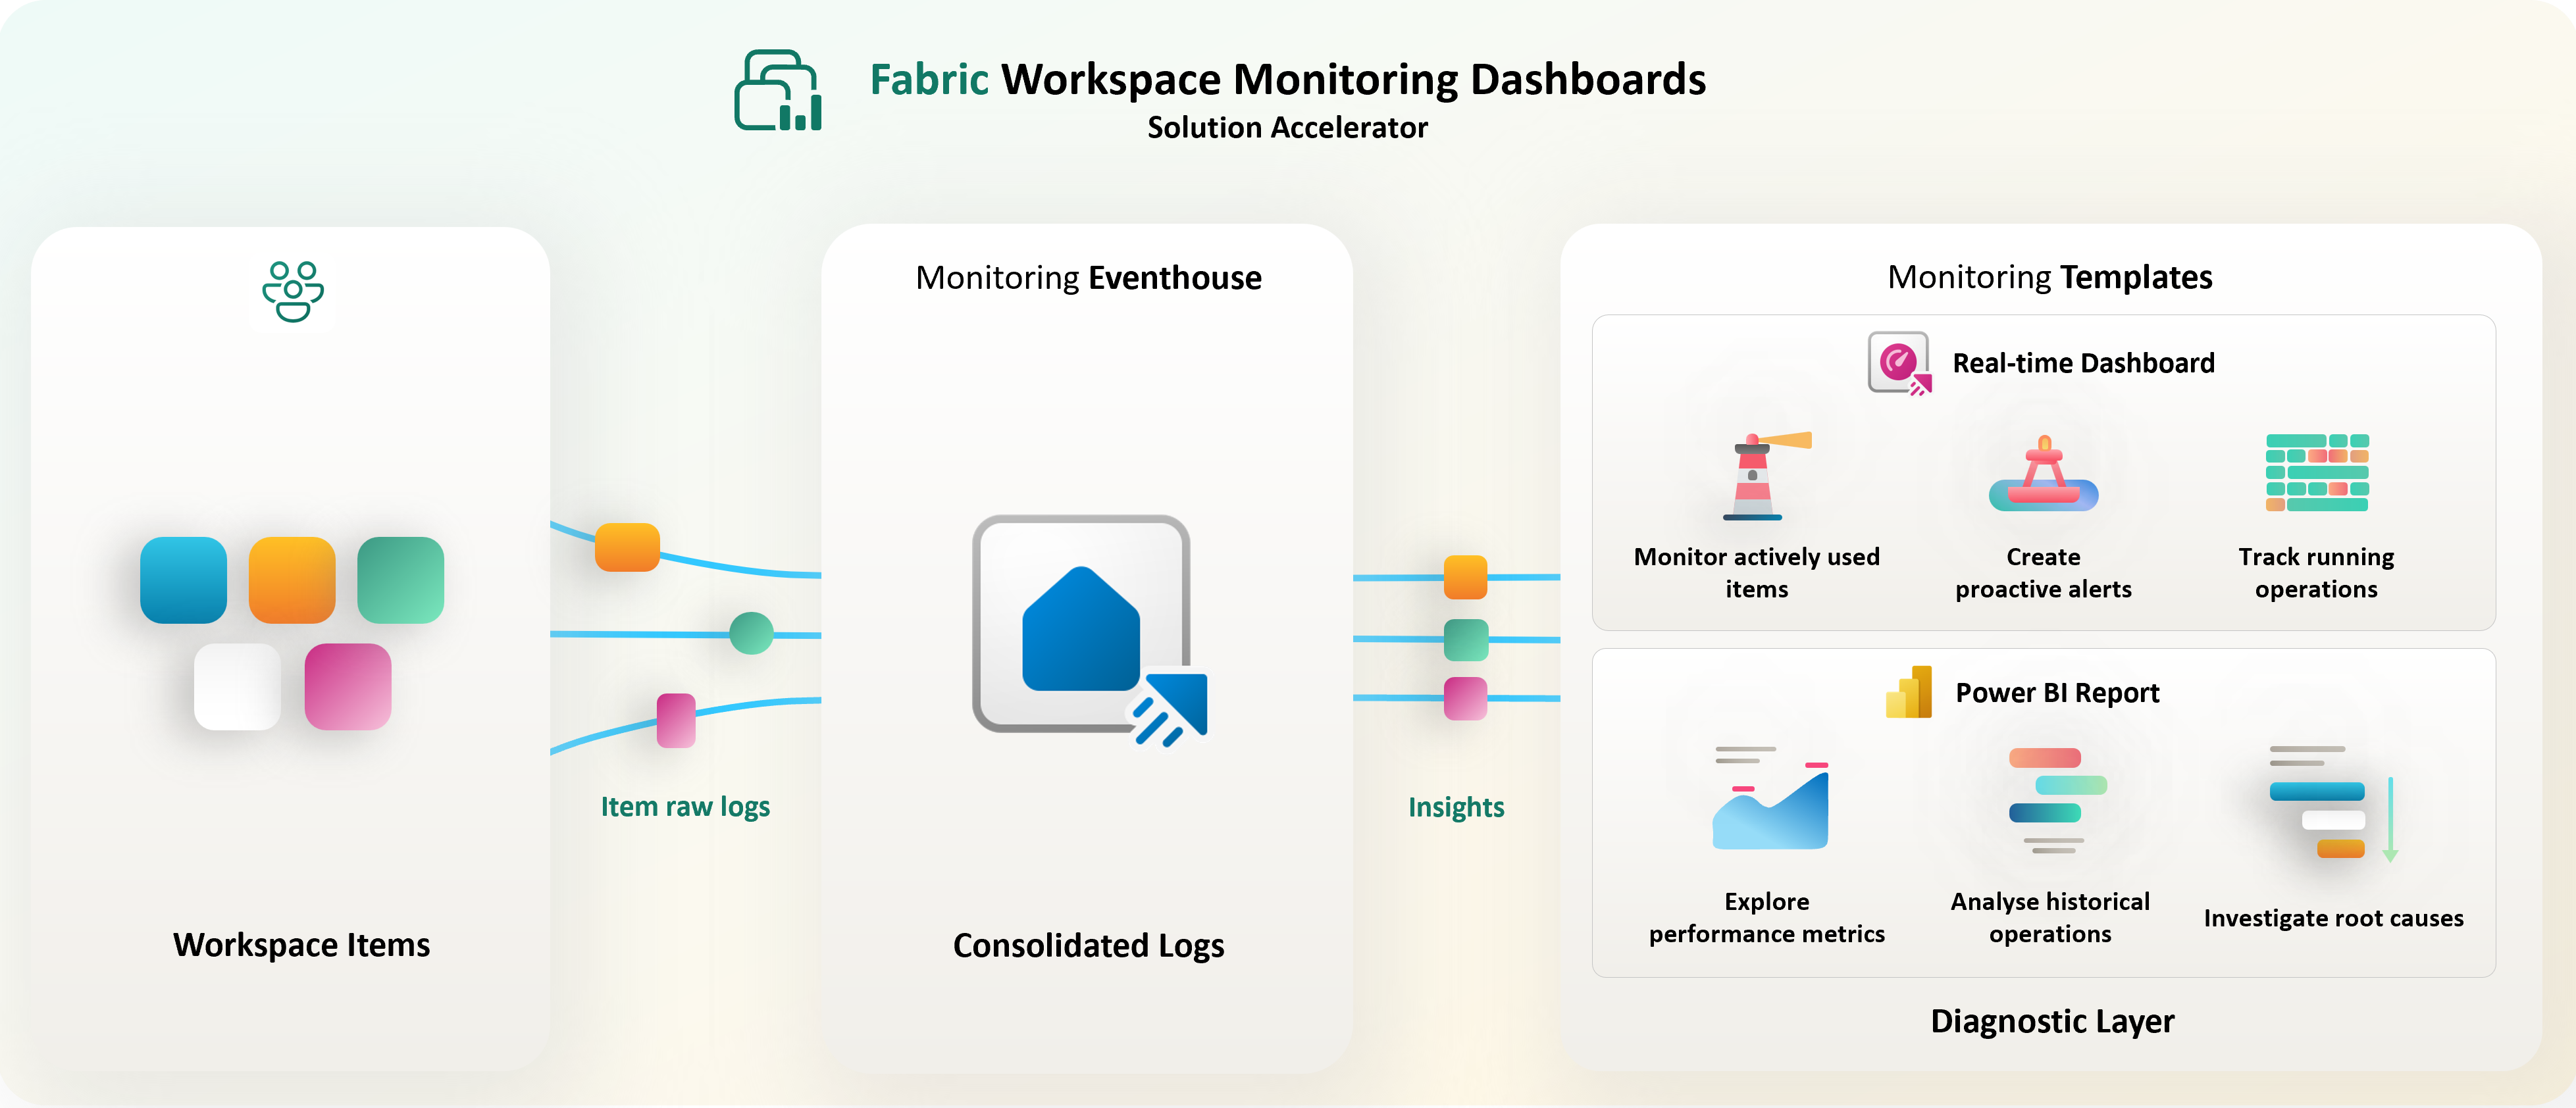 Fabric Workspace Monitoring Dashboards
Solution Accelerator
Workspace Items
Item raw logs
Monitoring Eventhouse
Consolidated Logs
Insights
Monitoring Templates
Real-time Dashboard
Monitor actively used
items
Create
proactive alerts
Track running
operations
Power BI Report
Explore
performance metrics
Analyse historical
operations
Investigate root causes
Diagnostic Layer